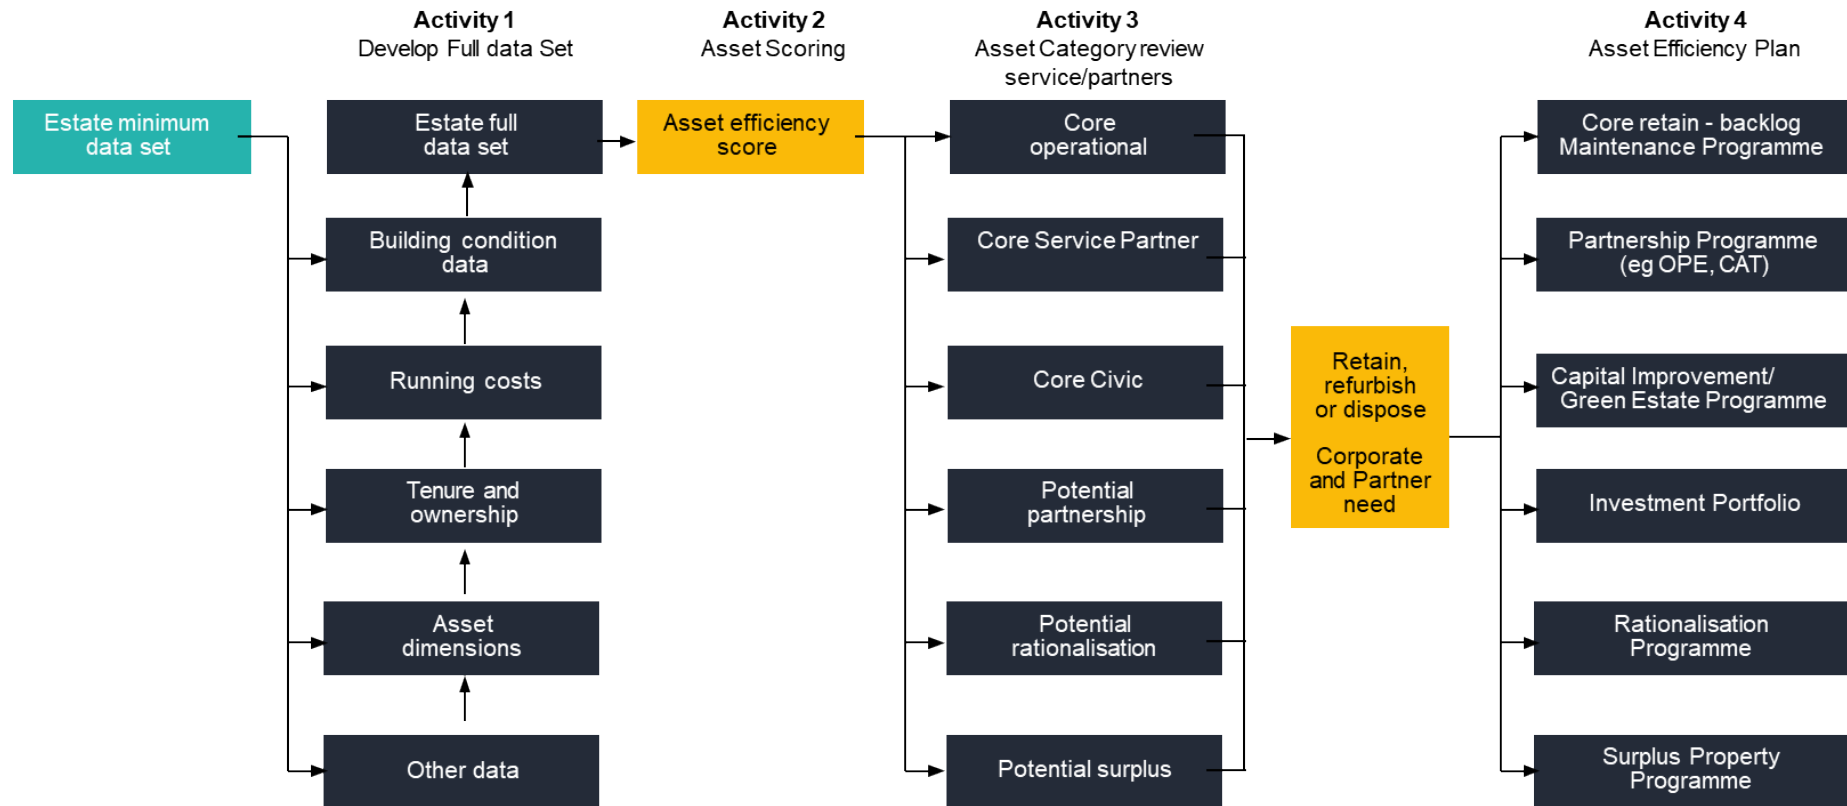 Activity 1
Develop Full data Set
Activity 2
Asset Scoring
Activity 3
Asset Category review
service/partners
Activity 4
Asset Efficiency Plan
Estate minimum
data set
Estate full
data set
Building condition
data
Running costs
Tenure and
ownership
Asset
dimensions
Other data
Asset efficiency
score
Core
operational
Core Service Partner
Core Civic
Potential
partnership
Potential
rationalisation
Potential surplus
Retain,
refurbish
or dispose
Corporate
and Partner
need
Core retain - backlog
Maintenance Programme
Partnership Programme
(eg OPE, CAT)
Capital Improvement/
Green Estate Programme
Investment Portfolio
Rationalisation
Programme
Surplus Property
Programme